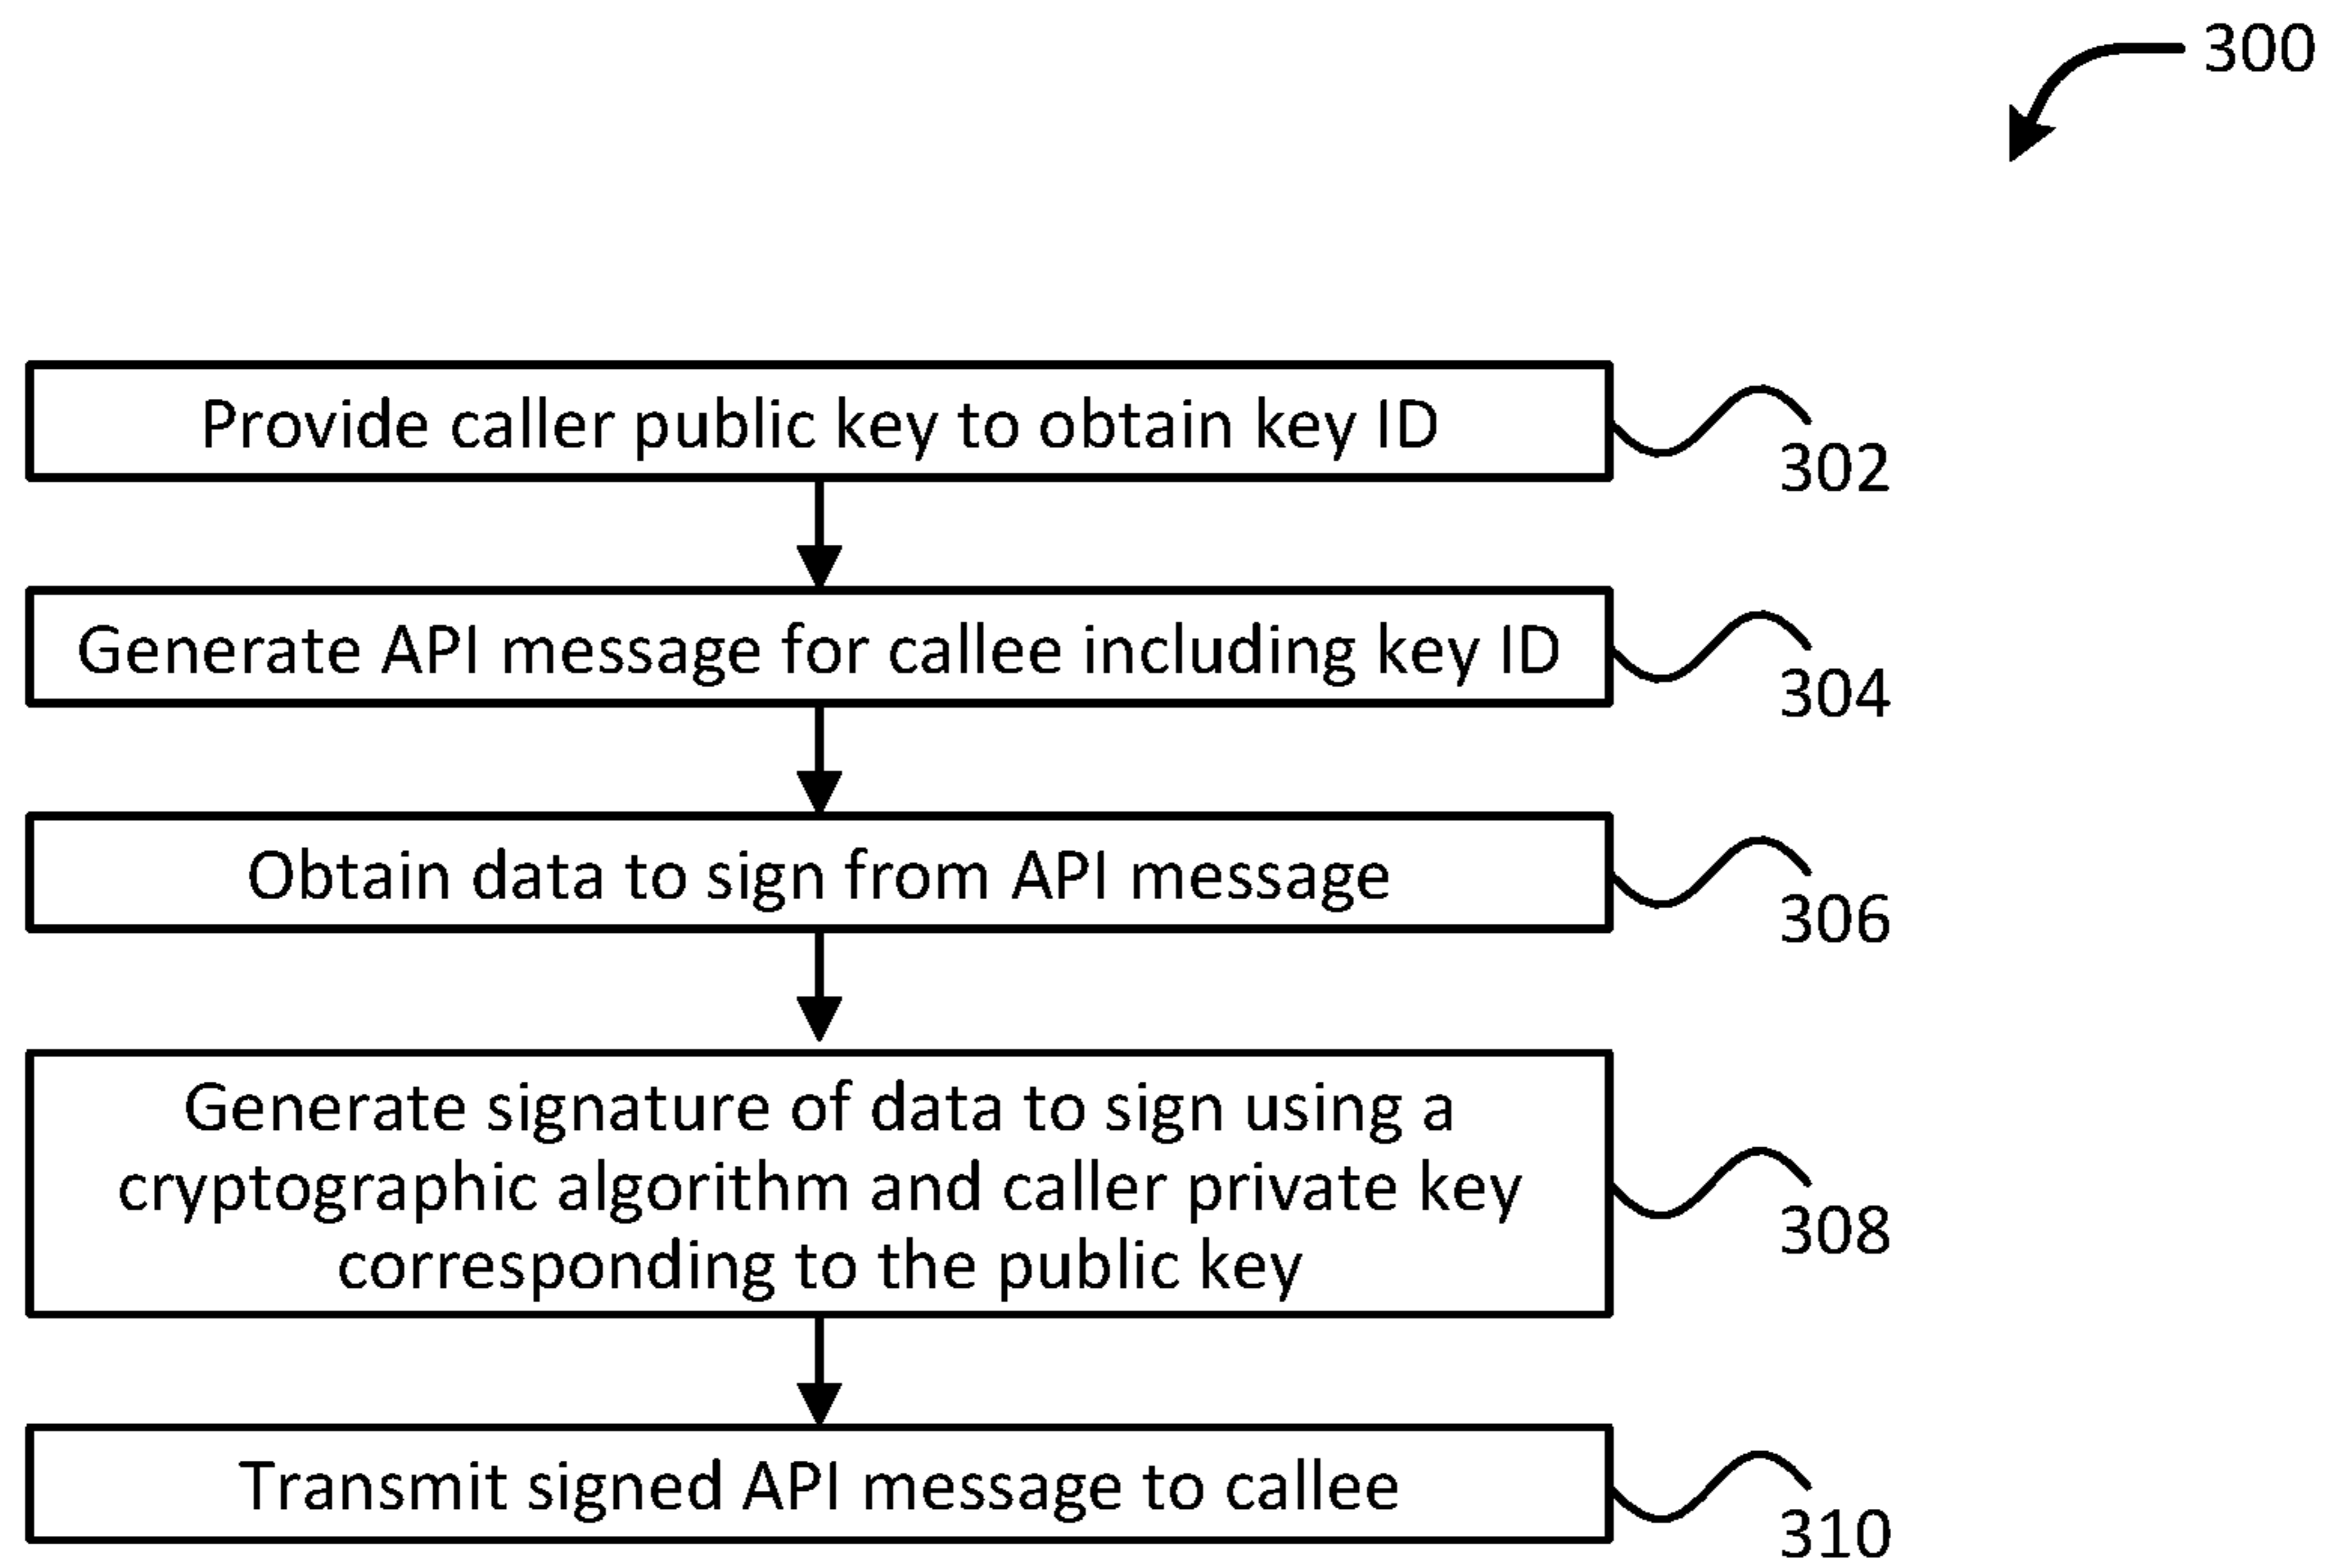 300
Provide caller public key to obtain key ID
302
Generate API message for callee including key ID
304
Obtain data to sign from API message
306
Generate signature of data to sign using a
cryptographic algorithm and caller private key
corresponding to the public key
308
Transmit signed API message to callee
310